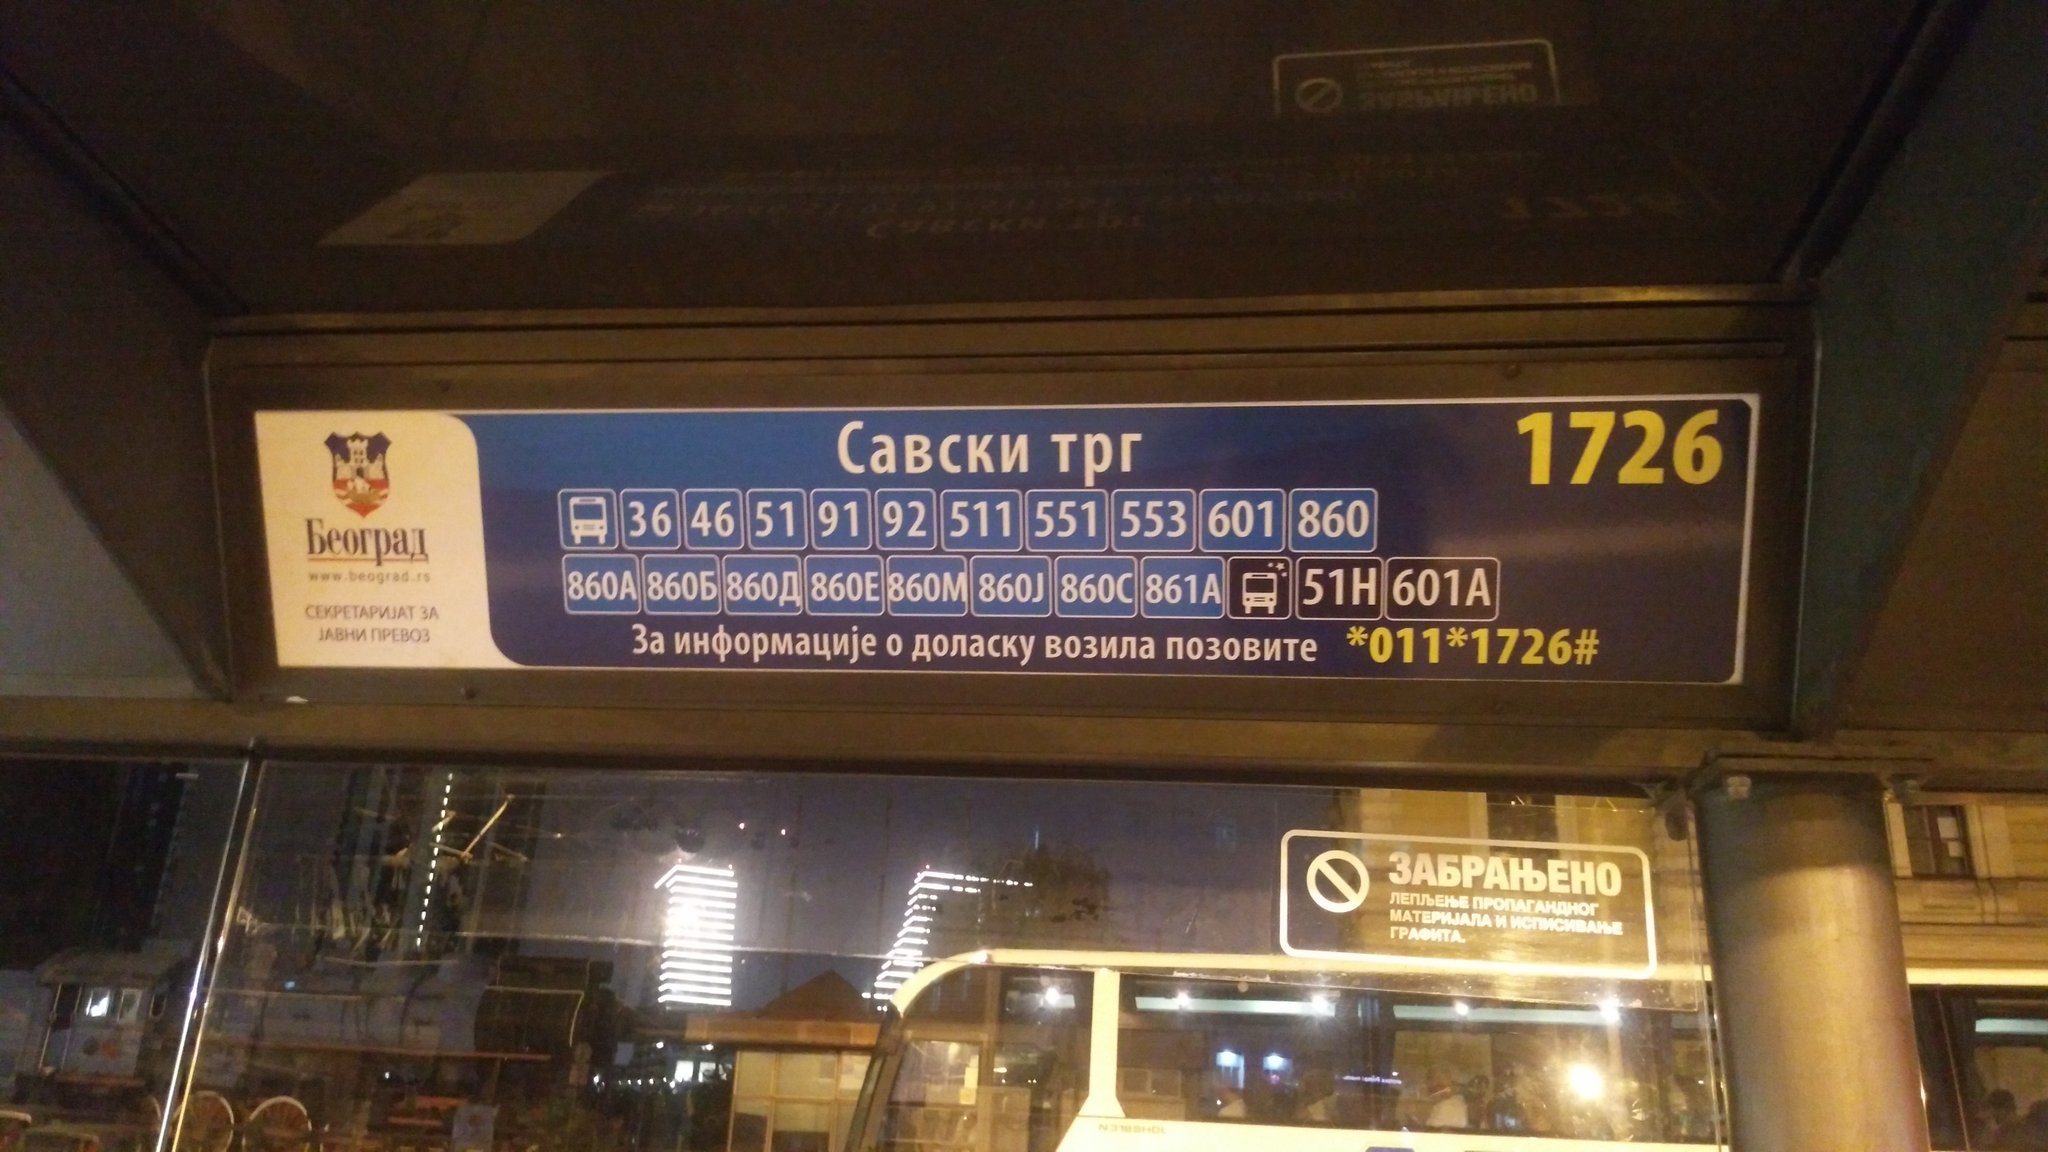 Савски трг
1726
36 46 51 91 92 511 551 553 601 860
860А 860Б 860Д 860Е 860М 860Ј 860С 861А 51Н 601А
За информације о доласку возила позовите *011*1726#
Београд
www.beograd.rs
СЕКРЕТАРИЈАТ ЗА
ЈАВНИ ПРЕВОЗ
ЗАБРАЊЕНО
ЛЕПЉЕЊЕ ПРОПАГАНДНОГ
МАТЕРИЈАЛА И ИСПИСИВАЊЕ
ГРАФИТА.